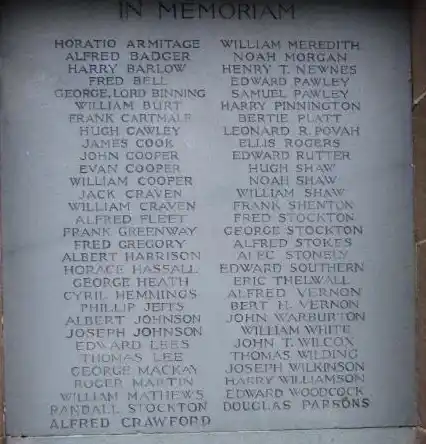 IN MEMORIAM
HORATIO ARMITAGE
ALFRED BADGER
HARRY BARLOW
FRED BELL
GEORGE, LORD BINNING
WILLIAM BURT
FRANK CARTMALE
HUGH CAWLEY
JAMES COOK
JOHN COOPER
EVAN COOPER
WILLIAM COOPER
JACK CRAVEN
WILLIAM CRAVEN
ALFRED FLEET
FRANK GREENWAY
FRED GREGORY
ALBERT HARRISON
HORACE HASSALL
GEORGE HEATH
CYRIL HEMMINGS
PHILLIP JEFFS
ALBERT JOHNSON
JOSEPH JOHNSON
EDWARD LEES
THOMAS LEE
GEORGE MACKAY
ROGER MARTIN
WILLIAM MATHEWS
RANDALL STOCKTON
ALFRED CRAWFORD
WILLIAM MEREDITH
NOAH MORGAN
HENRY T. NEWNES
EDWARD PAWLEY
SAMUEL PAWLEY
HARRY PINNINGTON
BERTIE PLATT
LEONARD R. POVAH
ELLIS ROGERS
EDWARD RUTTER
HUGH SHAW
NOAH SHAW
WILLIAM SHAW
FRANK SHENTON
FRED STOCKTON
GEORGE STOCKTON
ALFRED STOKES
ALEC STONELY
EDWARD SOUTHERN
ERIC THELWALL
ALFRED VERNON
BERT H. VERNON
JOHN WARBURTON
WILLIAM WHITE
JOHN T. WILCOX
THOMAS WILDING
JOSEPH WILKINSON
HARRY WILLIAMSON
EDWARD WOODCOCK
DOUGLAS PARSONS